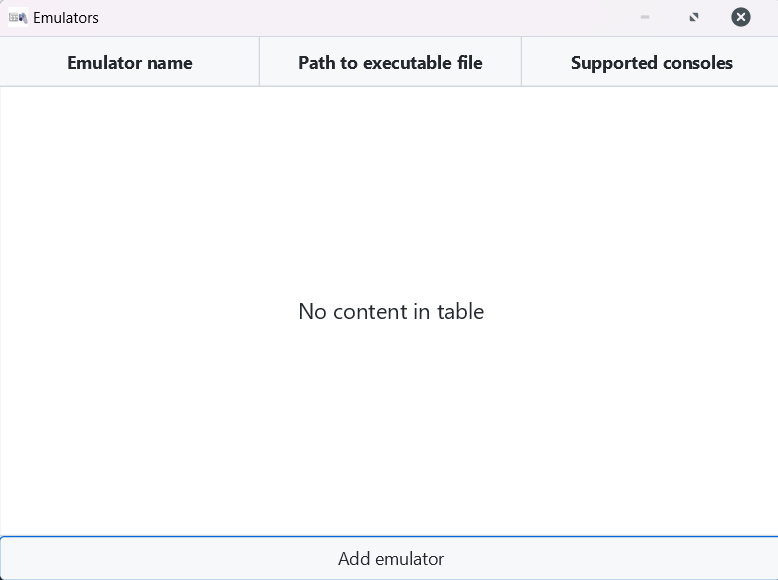 Emulators
Emulator name Path to executable file Supported consoles
No content in table
Add emulator